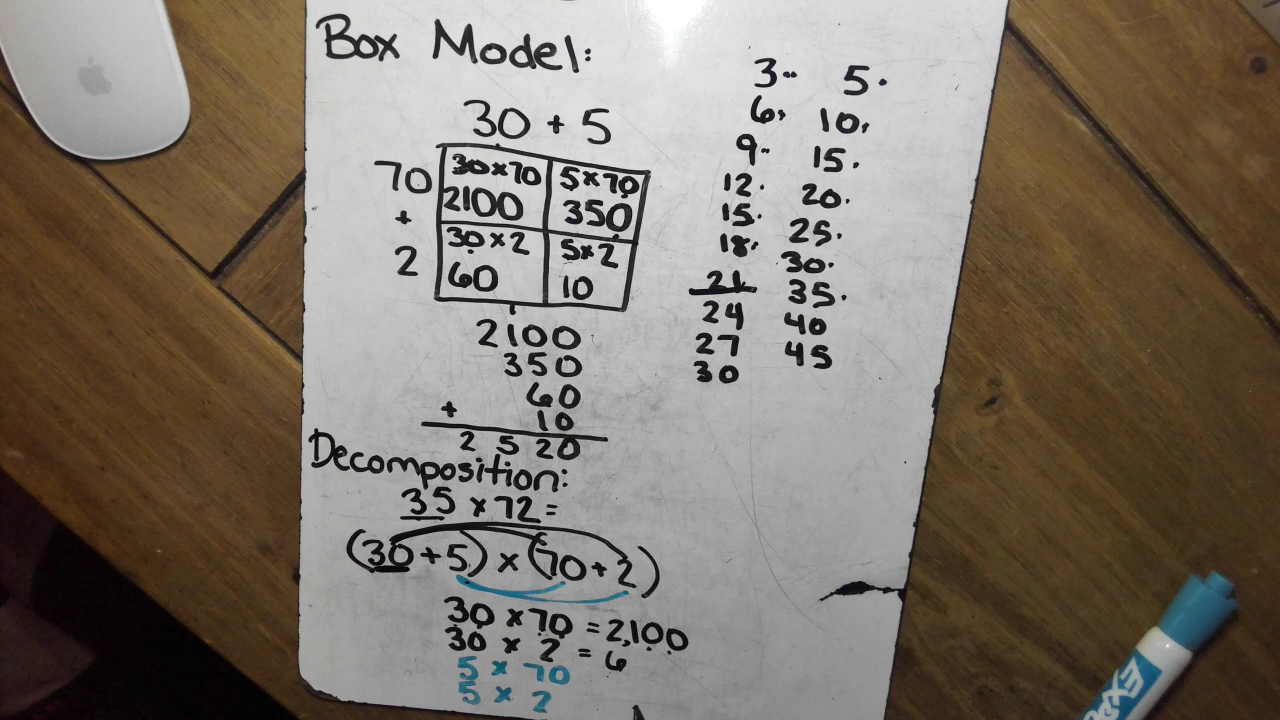 Box Model:
30 + 5
70 + 2
30×70 5×70
2100 350
30×2 5×2
60 10
1
2100
350
60
+ 10
2520
Decomposition:
35 × 72 =
(30 + 5) × (70 + 2)
30 × 70 = 2,100
30 × 2 = 6
5 × 70
5 × 2
3 5
6 10
9 15
12 20
15 25
18 30
21 35
24 40
27 45
30
EXPO